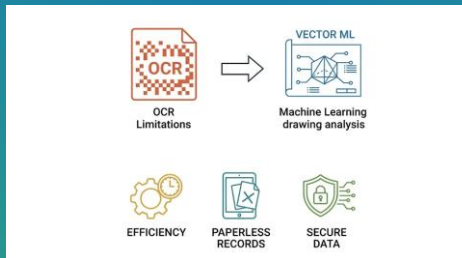 OCR
VECTOR ML
OCR
Limitations
Machine Learning
drawing analysis
EFFICIENCY
PAPERLESS
RECORDS
SECURE
DATA